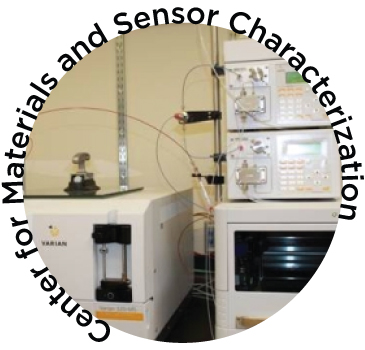 Center for Materials and Sensor Characterization
VARIAN